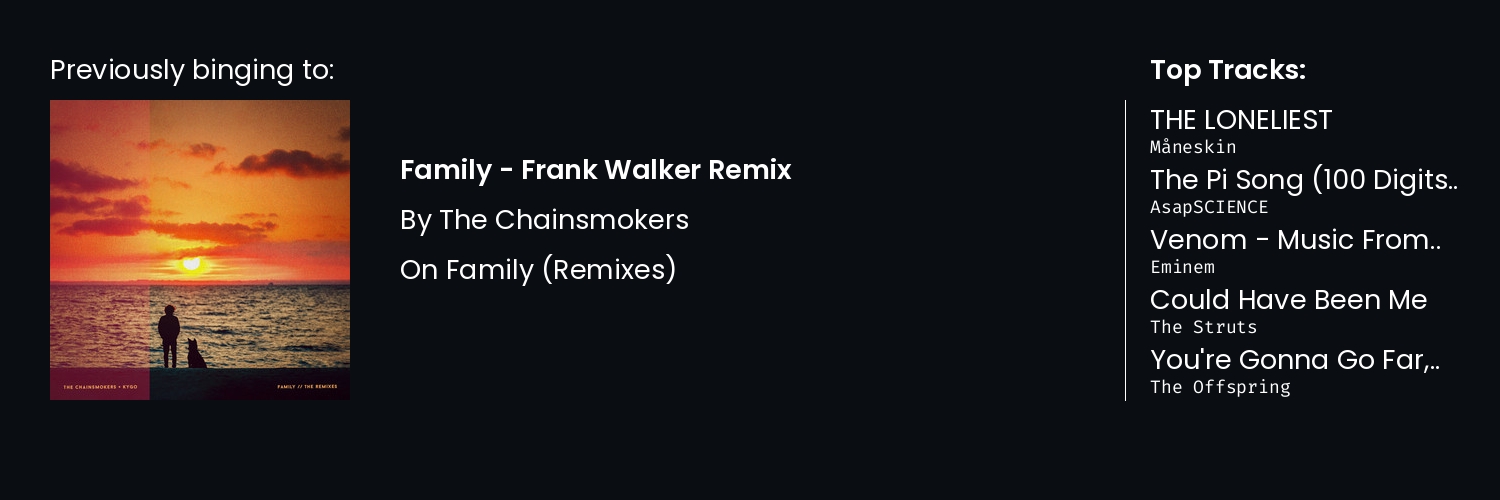 Previously binging to:
THE CHAINSMOKERS • KYGO
FAMILY // THE REMIXES
Family - Frank Walker Remix
By The Chainsmokers
On Family (Remixes)
Top Tracks:
THE LONELIEST
Måneskin
The Pi Song (100 Digits..
AsapSCIENCE
Venom - Music From..
Eminem
Could Have Been Me
The Struts
You're Gonna Go Far,..
The Offspring